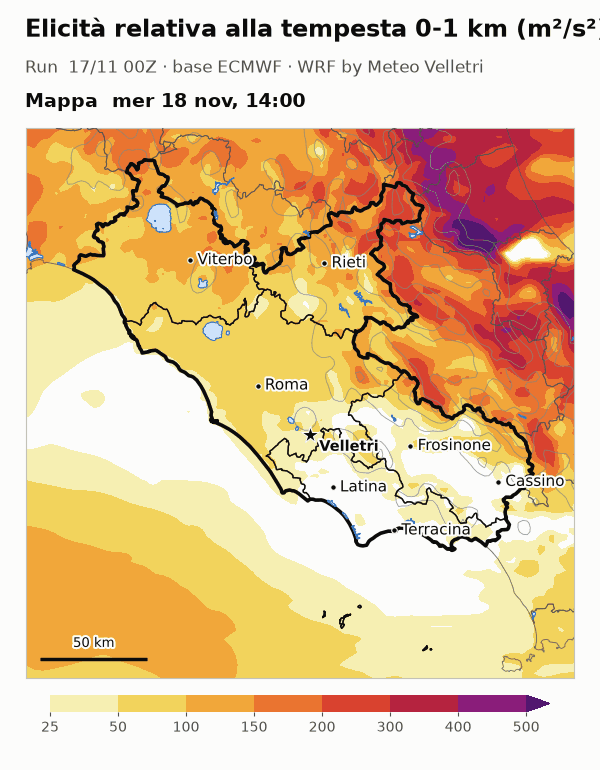 Elicità relativa alla tempesta 0-1 km (m²/s²)
Run 17/11 00Z · base ECMWF · WRF by Meteo Velletri
Mappa mer 18 nov, 14:00
Viterbo
Rieti
Roma
Velletri
Frosinone
Cassino
Latina
Terracina
50 km
25 50 100 150 200 300 400 500